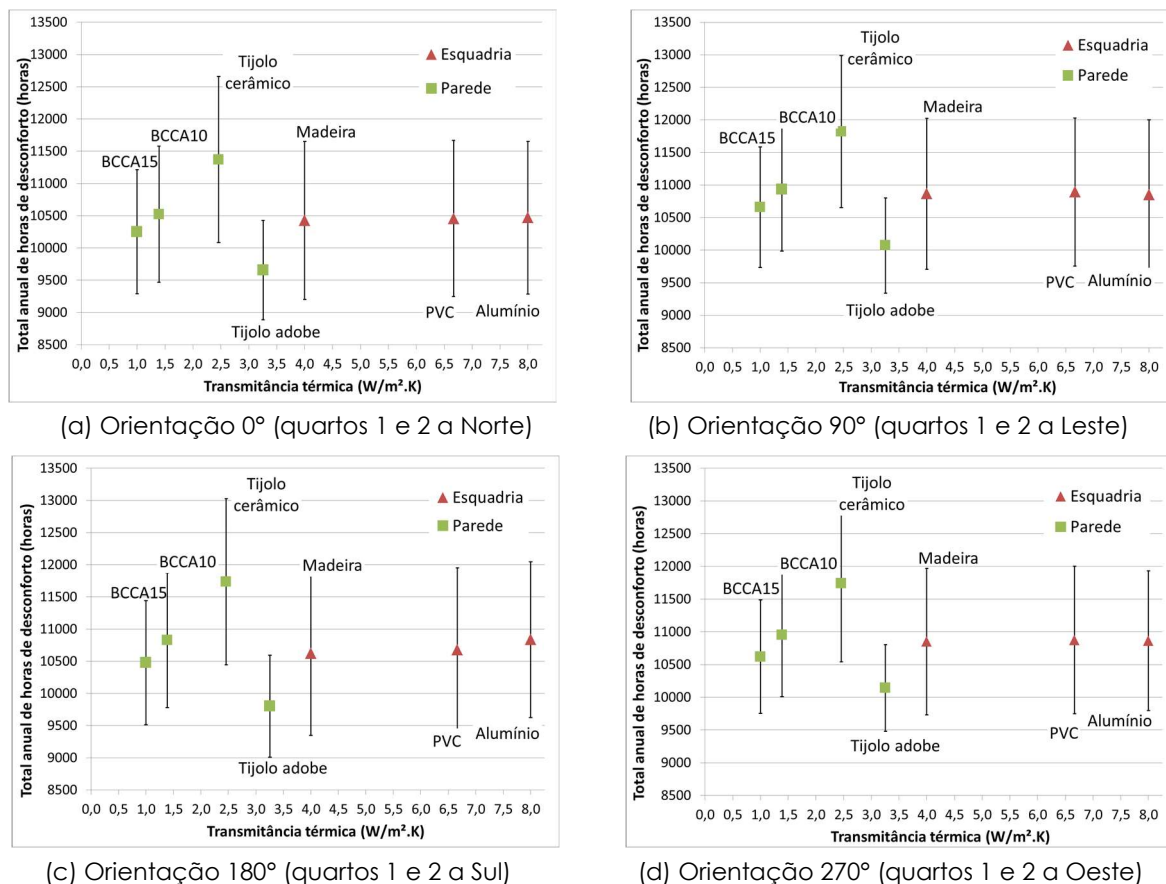 Total anual de horas de desconforto (horas)
13500
13000
12500
12000
11500
11000
10500
10000
9500
9000
8500
Tijolo
cerâmico
Esquadria
Parede
BCCA10
BCCA15
Madeira
PVC
Alumínio
Tijolo adobe
0,0 0,5 1,0 1,5 2,0 2,5 3,0 3,5 4,0 4,5 5,0 5,5 6,0 6,5 7,0 7,5 8,0
Transmitância térmica (W/m².K)
(a) Orientação 0° (quartos 1 e 2 a Norte)
Total anual de horas de desconforto (horas)
13500
13000
12500
12000
11500
11000
10500
10000
9500
9000
8500
Tijolo
cerâmico
Esquadria
Parede
Madeira
BCCA10
BCCA15
PVC
Alumínio
Tijolo adobe
0,0 0,5 1,0 1,5 2,0 2,5 3,0 3,5 4,0 4,5 5,0 5,5 6,0 6,5 7,0 7,5 8,0
Transmitância térmica (W/m².K)
(b) Orientação 90° (quartos 1 e 2 a Leste)
Total anual de horas de desconforto (horas)
13500
13000
12500
12000
11500
11000
10500
10000
9500
9000
8500
Tijolo
cerâmico
Esquadria
Parede
BCCA10
Madeira
BCCA15
PVC
Alumínio
Tijolo adobe
0,0 0,5 1,0 1,5 2,0 2,5 3,0 3,5 4,0 4,5 5,0 5,5 6,0 6,5 7,0 7,5 8,0
Transmitância térmica (W/m².K)
(c) Orientação 180° (quartos 1 e 2 a Sul)
Total anual de horas de desconforto (horas)
13500
13000
12500
12000
11500
11000
10500
10000
9500
9000
8500
Tijolo
cerâmico
Esquadria
Parede
BCCA10
Madeira
BCCA15
Alumínio
PVC
Tijolo adobe
0,0 0,5 1,0 1,5 2,0 2,5 3,0 3,5 4,0 4,5 5,0 5,5 6,0 6,5 7,0 7,5 8,0
Transmitância térmica (W/m².K)
(d) Orientação 270° (quartos 1 e 2 a Oeste)